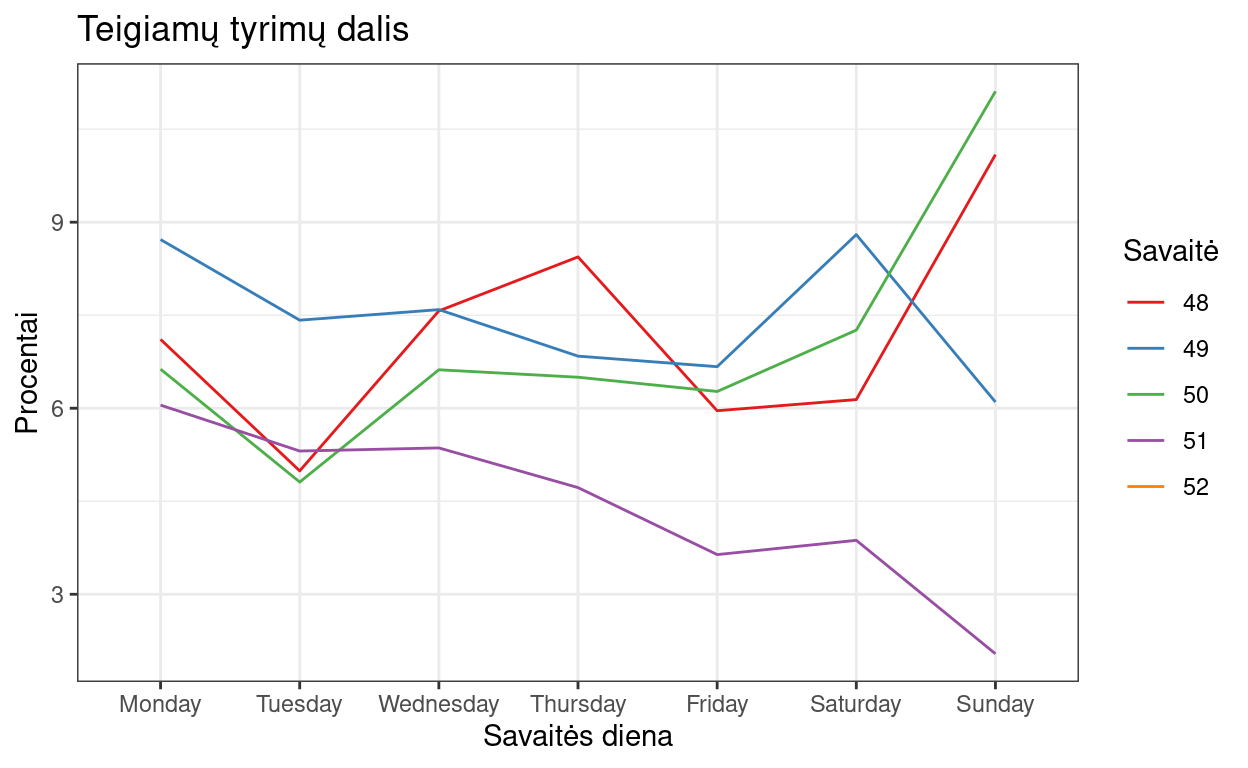 Teigiamų tyrimų dalis
Procentai
9
6
3
Monday Tuesday Wednesday Thursday Friday Saturday Sunday
Savaitės diena
Savaitė
48
49
50
51
52